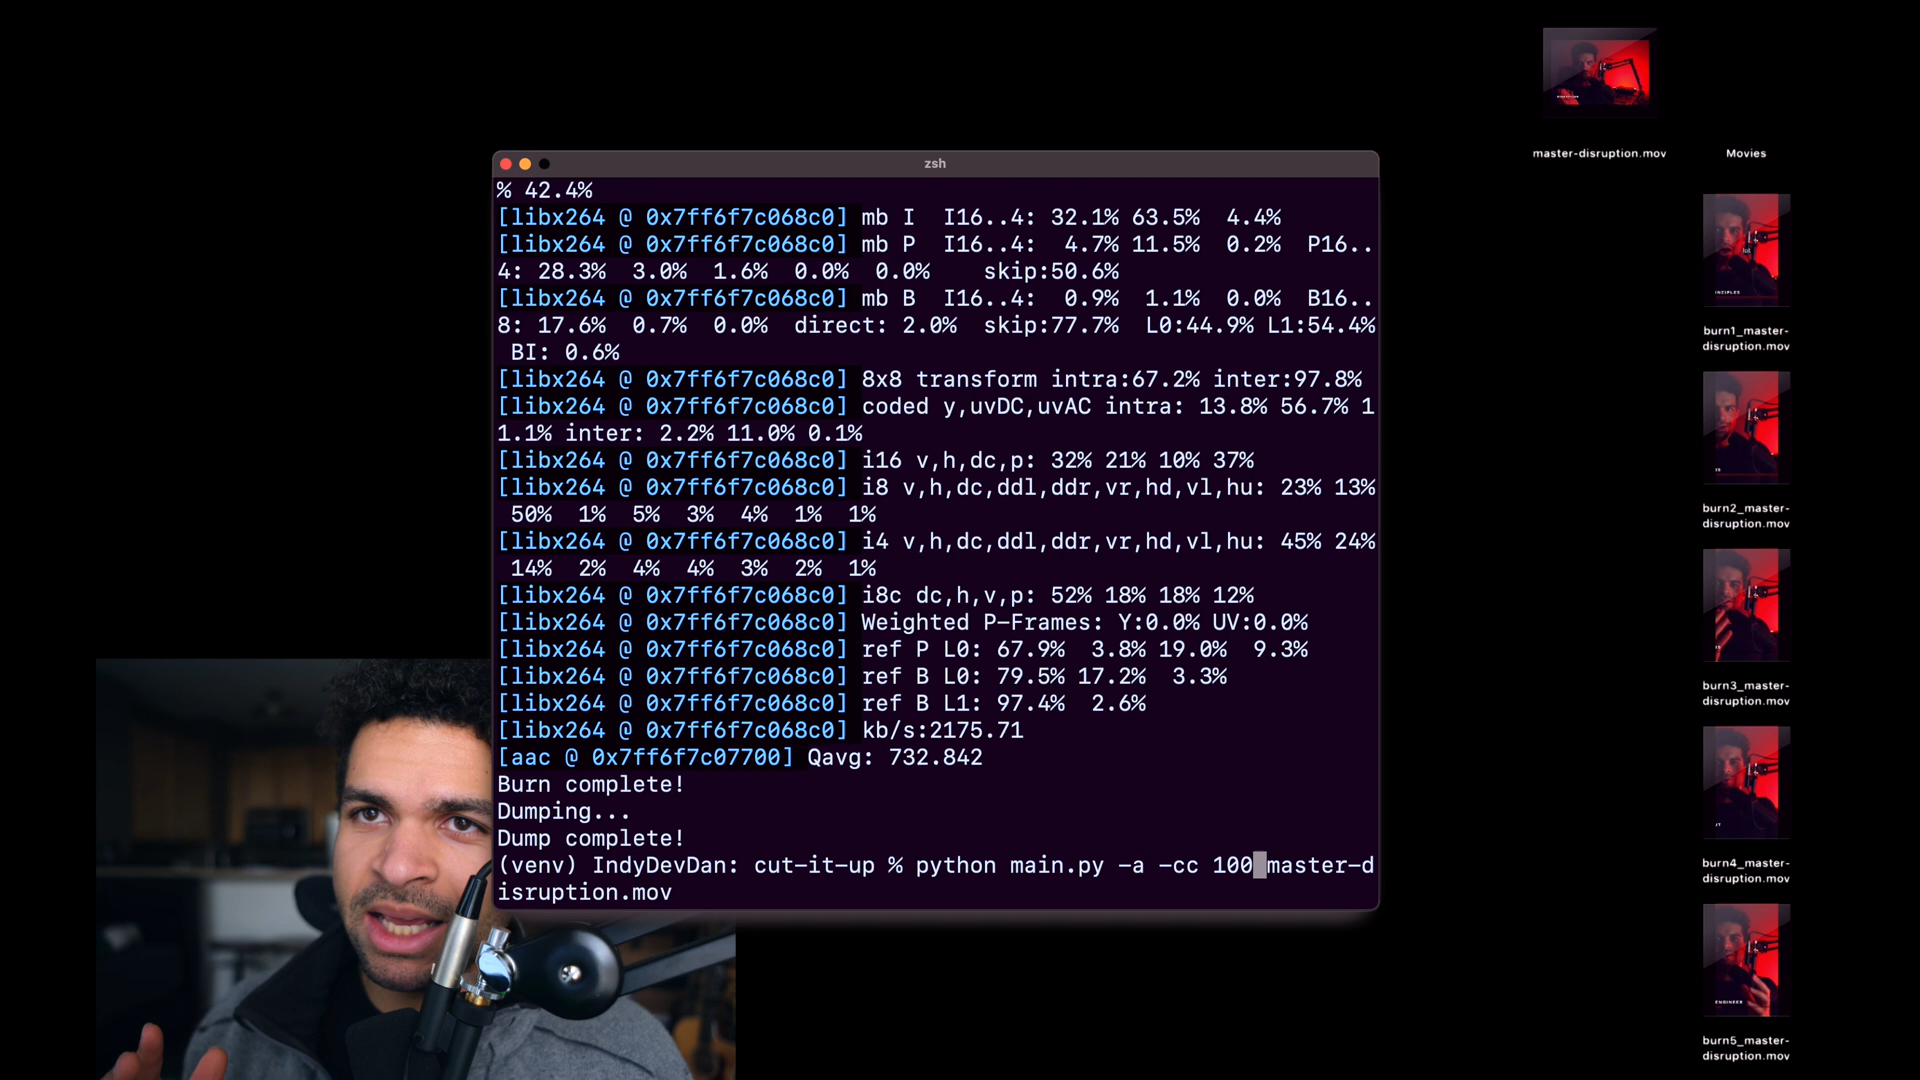 zsh
% 42.4%
[libx264 @ 0x7ff6f7c068c0] mb I  I16..4: 32.1% 63.5%  4.4%
[libx264 @ 0x7ff6f7c068c0] mb P  I16..4:  4.7% 11.5%  0.2%  P16..
4: 28.3%  3.0%  1.6%  0.0%  0.0%    skip:50.6%
[libx264 @ 0x7ff6f7c068c0] mb B  I16..4:  0.9%  1.1%  0.0%  B16..
8: 17.6%  0.7%  0.0%  direct: 2.0%  skip:77.7%  L0:44.9% L1:54.4%
 BI: 0.6%
[libx264 @ 0x7ff6f7c068c0] 8x8 transform intra:67.2% inter:97.8%
[libx264 @ 0x7ff6f7c068c0] coded y,uvDC,uvAC intra: 13.8% 56.7% 1
1.1% inter: 2.2% 11.0% 0.1%
[libx264 @ 0x7ff6f7c068c0] i16 v,h,dc,p: 32% 21% 10% 37%
[libx264 @ 0x7ff6f7c068c0] i8 v,h,dc,ddl,ddr,vr,hd,vl,hu: 23% 13%
 50%  1%  5%  3%  4%  1%  1%
[libx264 @ 0x7ff6f7c068c0] i4 v,h,dc,ddl,ddr,vr,hd,vl,hu: 45% 24%
 14%  2%  4%  4%  3%  2%  1%
[libx264 @ 0x7ff6f7c068c0] i8c dc,h,v,p: 52% 18% 18% 12%
[libx264 @ 0x7ff6f7c068c0] Weighted P-Frames: Y:0.0% UV:0.0%
[libx264 @ 0x7ff6f7c068c0] ref P L0: 67.9%  3.8% 19.0%  9.3%
[libx264 @ 0x7ff6f7c068c0] ref B L0: 79.5% 17.2%  3.3%
[libx264 @ 0x7ff6f7c068c0] ref B L1: 97.4%  2.6%
[libx264 @ 0x7ff6f7c068c0] kb/s:2175.71
[aac @ 0x7ff6f7c07700] Qavg: 732.842
Burn complete!
Dumping...
Dump complete!
(venv) IndyDevDan: cut-it-up % python main.py -a -cc 100 master-d
isruption.mov
master-disruption.mov
Movies
burn1_master-
disruption.mov
burn2_master-
disruption.mov
burn3_master-
disruption.mov
burn4_master-
disruption.mov
ENGINEER
burn5_master-
disruption.mov